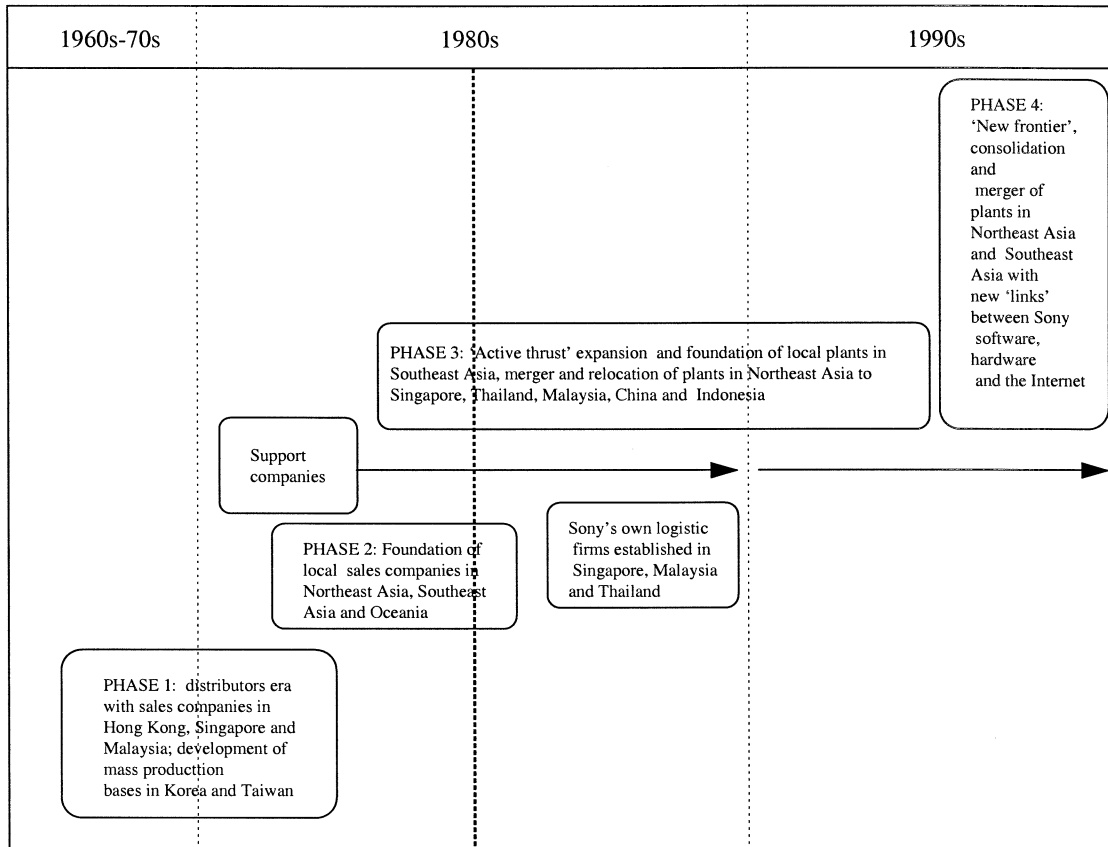 1960s-70s
1980s
1990s
PHASE 4:
‘New frontier’,
consolidation
and
merger of
plants in
Northeast Asia
and Southeast
Asia with
new ‘links’
between Sony
software,
hardware
and the Internet
PHASE 3: ‘Active thrust’ expansion and foundation of local plants in
Southeast Asia, merger and relocation of plants in Northeast Asia to
Singapore, Thailand, Malaysia, China and Indonesia
Support
companies
PHASE 2: Foundation of
local sales companies in
Northeast Asia, Southeast
Asia and Oceania
Sony’s own logistic
firms established in
Singapore, Malaysia
and Thailand
PHASE 1: distributors era
with sales companies in
Hong Kong, Singapore and
Malaysia; development of
mass producttion
bases in Korea and Taiwan